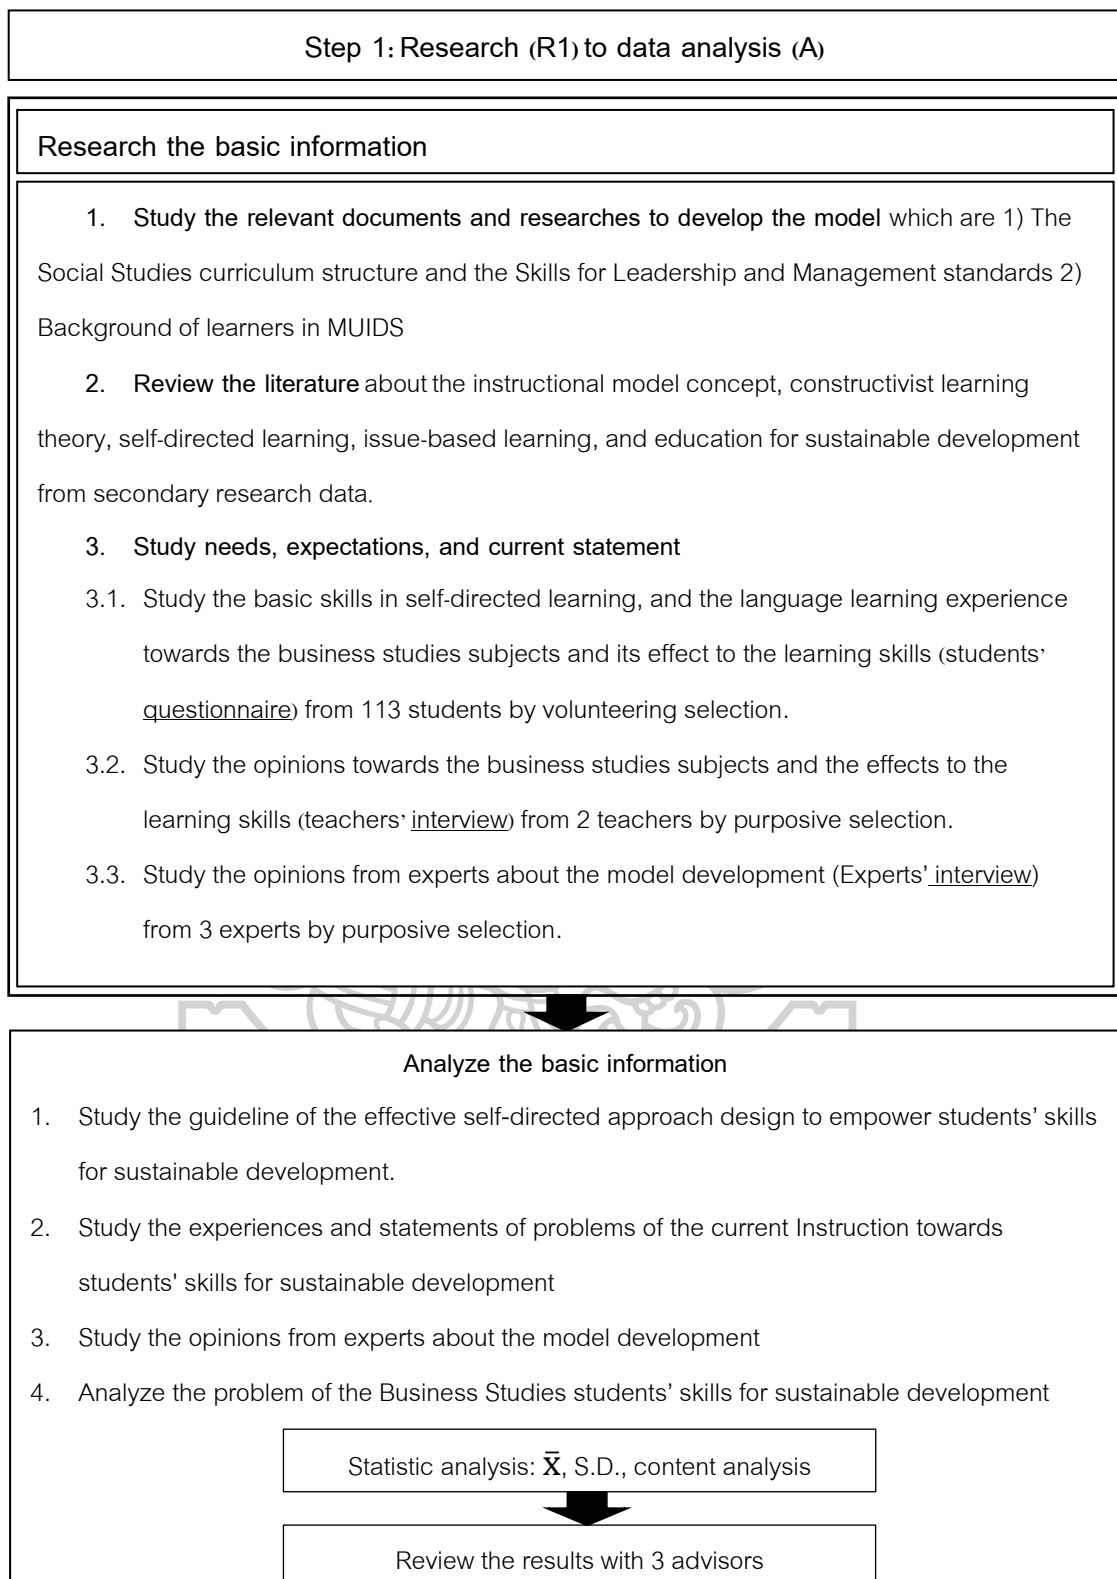 Step 1: Research (R1) to data analysis (A)
Research the basic information
1. Study the relevant documents and researches to develop the model which are 1) The
Social Studies curriculum structure and the Skills for Leadership and Management standards 2)
Background of learners in MUIDS
2. Review the literature about the instructional model concept, constructivist learning
theory, self-directed learning, issue-based learning, and education for sustainable development
from secondary research data.
3. Study needs, expectations, and current statement
3.1. Study the basic skills in self-directed learning, and the language learning experience
towards the business studies subjects and its effect to the learning skills (students’
questionnaire) from 113 students by volunteering selection.
3.2. Study the opinions towards the business studies subjects and the effects to the
learning skills (teachers’ interview) from 2 teachers by purposive selection.
3.3. Study the opinions from experts about the model development (Experts’ interview)
from 3 experts by purposive selection.
Analyze the basic information
1. Study the guideline of the effective self-directed approach design to empower students’ skills
for sustainable development.
2. Study the experiences and statements of problems of the current Instruction towards
students' skills for sustainable development
3. Study the opinions from experts about the model development
4. Analyze the problem of the Business Studies students’ skills for sustainable development
Statistic analysis: X̄, S.D., content analysis
Review the results with 3 advisors